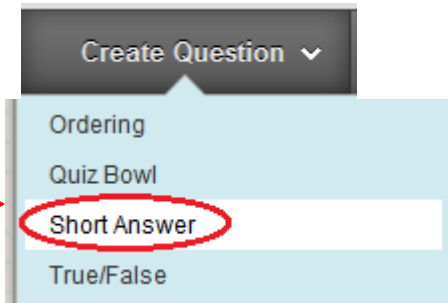 Create Question
Ordering
Quiz Bowl
Short Answer
True/False